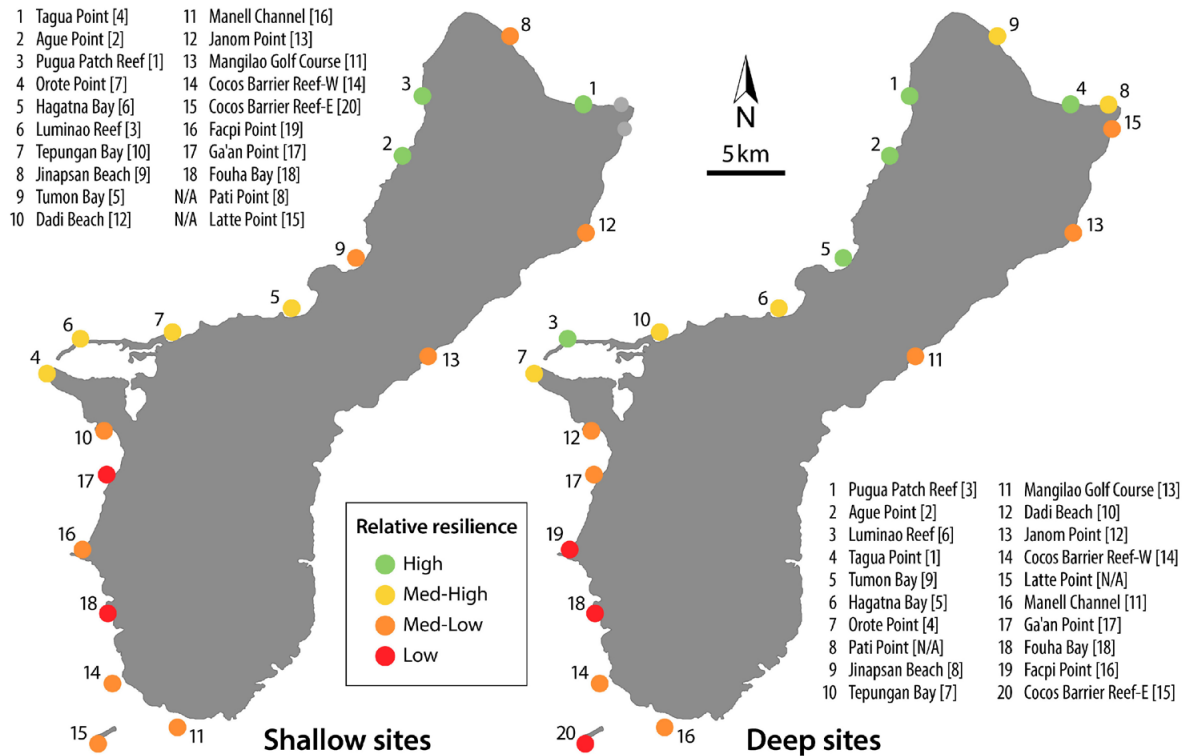 1 Tagua Point [4]
2 Ague Point [2]
3 Pugua Patch Reef [1]
4 Orote Point [7]
5 Hagatna Bay [6]
6 Luminao Reef [3]
7 Tepungan Bay [10]
8 Jinapsan Beach [9]
9 Tumon Bay [5]
10 Dadi Beach [12]
11 Manell Channel [16]
12 Janom Point [13]
13 Mangilao Golf Course [11]
14 Cocos Barrier Reef-W [14]
15 Cocos Barrier Reef-E [20]
16 Facpi Point [19]
17 Ga'an Point [17]
18 Fouha Bay [18]
N/A Pati Point [8]
N/A Latte Point [15]
8
3
1
2
12
9
5
7
6
13
4
10
17
16
18
14
15
11
Shallow sites
N
5 km
Relative resilience
High
Med-High
Med-Low
Low
9
1
4
8
15
2
13
5
6
10
3
11
7
12
17
19
18
14
20
16
Deep sites
1 Pugua Patch Reef [3]
2 Ague Point [2]
3 Luminao Reef [6]
4 Tagua Point [1]
5 Tumon Bay [9]
6 Hagatna Bay [5]
7 Orote Point [4]
8 Pati Point [N/A]
9 Jinapsan Beach [8]
10 Tepungan Bay [7]
11 Mangilao Golf Course [13]
12 Dadi Beach [10]
13 Janom Point [12]
14 Cocos Barrier Reef-W [14]
15 Latte Point [N/A]
16 Manell Channel [11]
17 Ga'an Point [17]
18 Fouha Bay [18]
19 Facpi Point [16]
20 Cocos Barrier Reef-E [15]